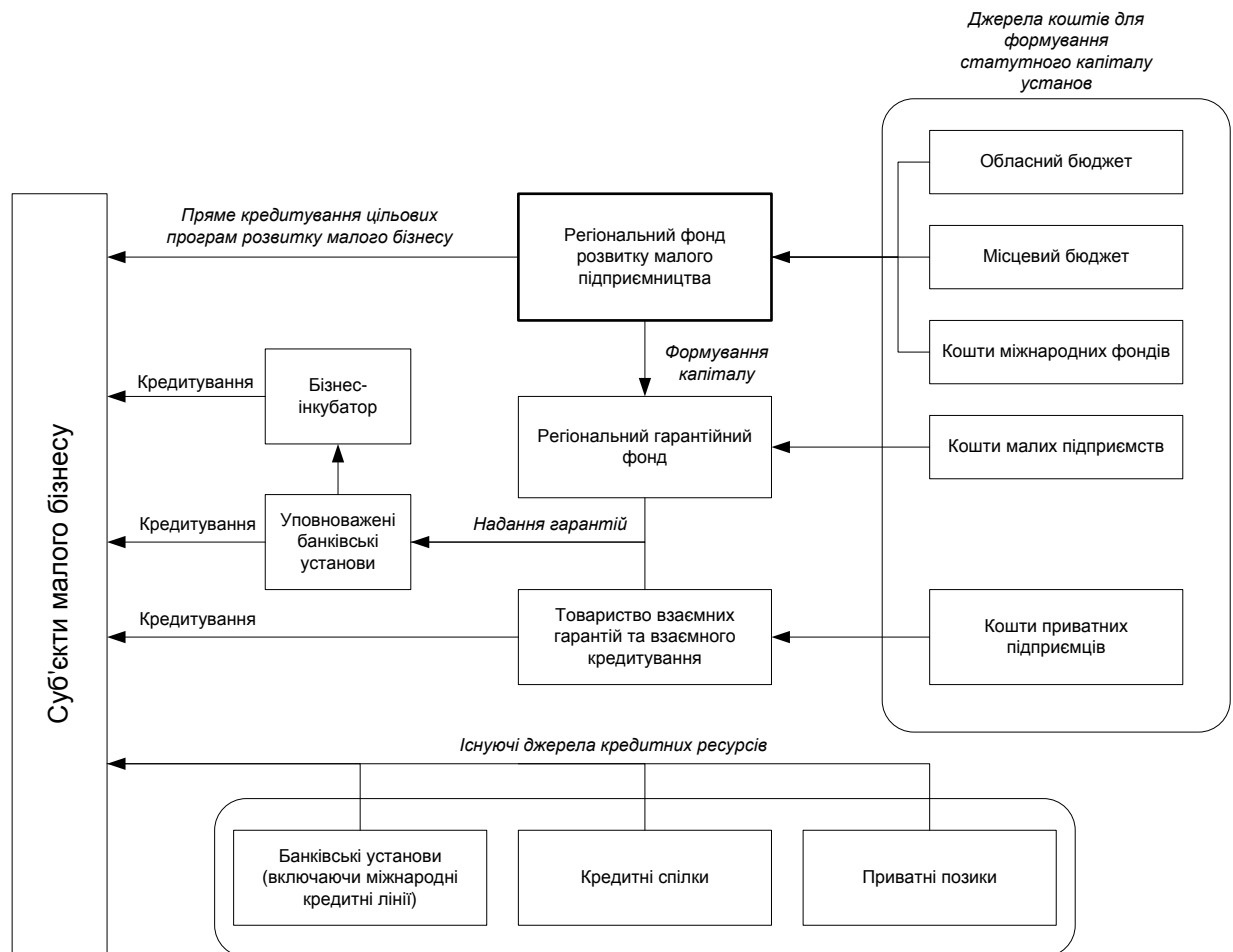 Джерела коштів для
формування
статутного капіталу
установ
Обласний бюджет
Пряме кредитування цільових
програм розвитку малого бізнесу
Регіональний фонд
розвитку малого
підприємництва
Місцевий бюджет
Формування
капіталу
Кошти міжнародних фондів
Кредитування
Бізнес-
інкубатор
Регіональний гарантійний
фонд
Кошти малих підприємств
Суб'єкти малого бізнесу
Кредитування
Уповноважені
банківські
установи
Надання гарантій
Кредитування
Товариство взаємних
гарантій та взаємного
кредитування
Кошти приватних
підприємців
Існуючі джерела кредитних ресурсів
Банківські установи
(включаючи міжнародні
кредитні лінії)
Кредитні спілки
Приватні позики